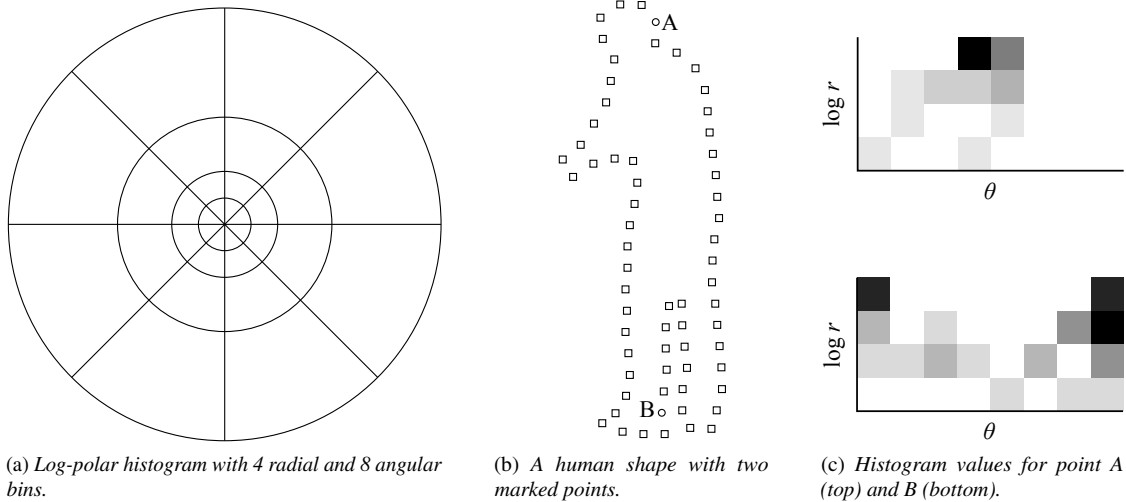 A
B
log r
θ
log r
θ
(a) Log-polar histogram with 4 radial and 8 angular
bins.
(b) A human shape with two
marked points.
(c) Histogram values for point A
(top) and B (bottom).